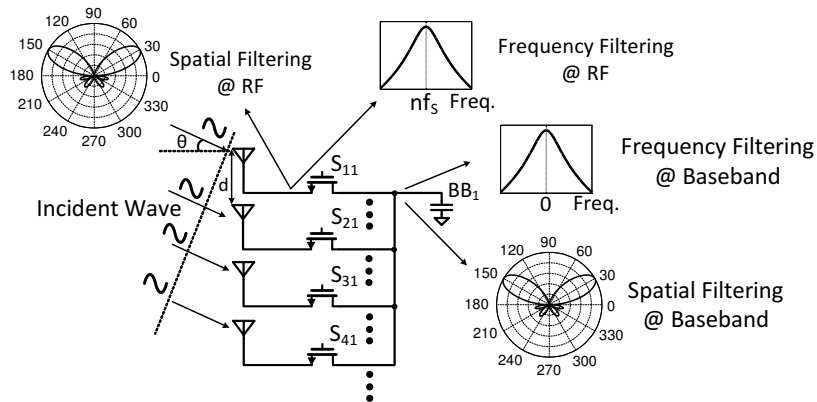 90
120 60
150 30
180 0
210 330
240 300
270
Spatial Filtering
@ RF
nfS Freq.
Frequency Filtering
@ RF
θ
d
Incident Wave
S11
S21
S31
S41
BB1
0 Freq.
Frequency Filtering
@ Baseband
90
120 60
150 30
180 0
210 330
240 300
270
Spatial Filtering
@ Baseband